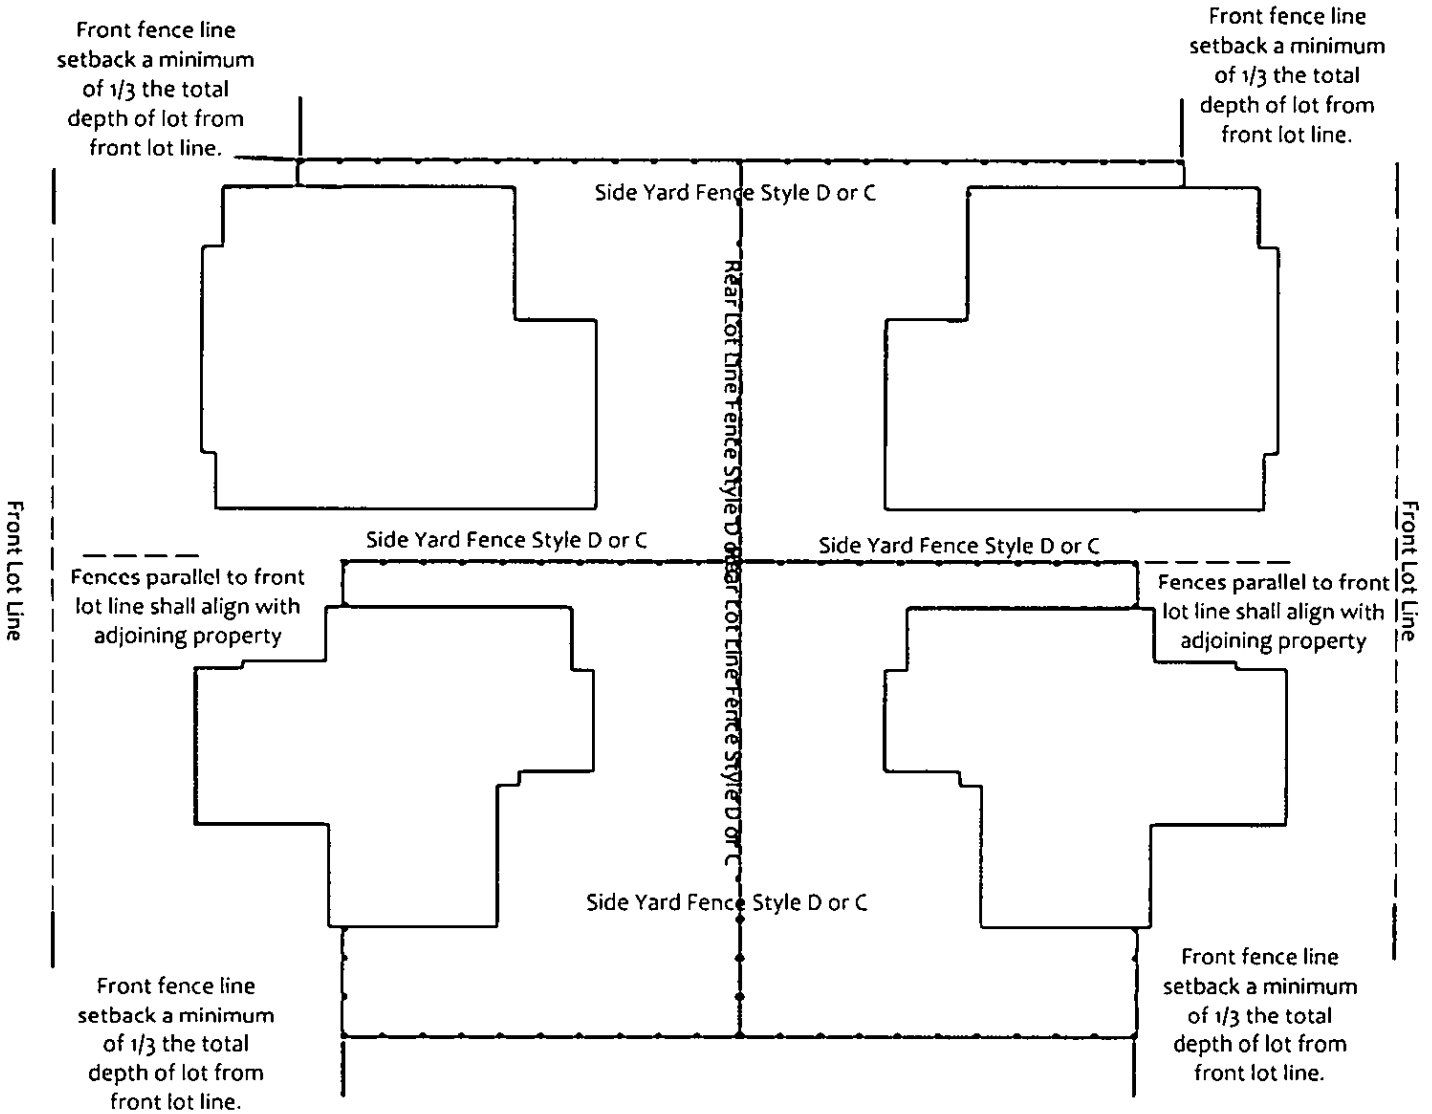 Front fence line
setback a minimum
of 1/3 the total
depth of lot from
front lot line.
Front fence line
setback a minimum
of 1/3 the total
depth of lot from
front lot line.
Side Yard Fence Style D or C
Rear Lot Line Fence Style D or C
Front Lot Line
Front Lot Line
Side Yard Fence Style D or C
Side Yard Fence Style D or C
Fences parallel to front
lot line shall align with
adjoining property
Fences parallel to front
lot line shall align with
adjoining property
Rear Lot Line Fence Style D or C
Side Yard Fence Style D or C
Front fence line
setback a minimum
of 1/3 the total
depth of lot from
front lot line.
Front fence line
setback a minimum
of 1/3 the total
depth of lot from
front lot line.